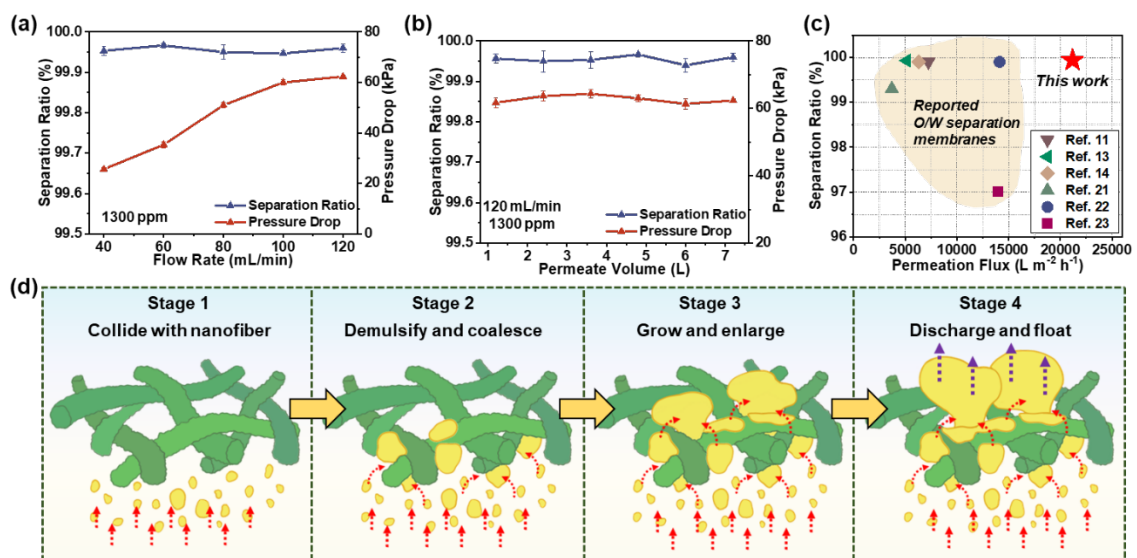 (a)
100.0
99.9
99.8
99.7
99.6
99.5
Separation Ratio (%)
80
60
40
20
0
Pressure Drop (kPa)
Separation Ratio
Pressure Drop
1300 ppm
40 60 80 100 120
Flow Rate (mL/min)
(b)
100.0
99.9
99.8
99.7
99.6
99.5
Separation Ratio (%)
80
60
40
20
Pressure Drop (kPa)
120 mL/min
1300 ppm
Separation Ratio
Pressure Drop
1 2 3 4 5 6 7
Permeate Volume (L)
(c)
100
99
98
97
96
Separation Ratio (%)
This work
Reported
O/W separation
membranes
Ref. 11
Ref. 13
Ref. 14
Ref. 21
Ref. 22
Ref. 23
5000 10000 15000 20000 25000
Permeation Flux (L m⁻² h⁻¹)
(d)
Stage 1
Collide with nanofiber
Stage 2
Demulsify and coalesce
Stage 3
Grow and enlarge
Stage 4
Discharge and float